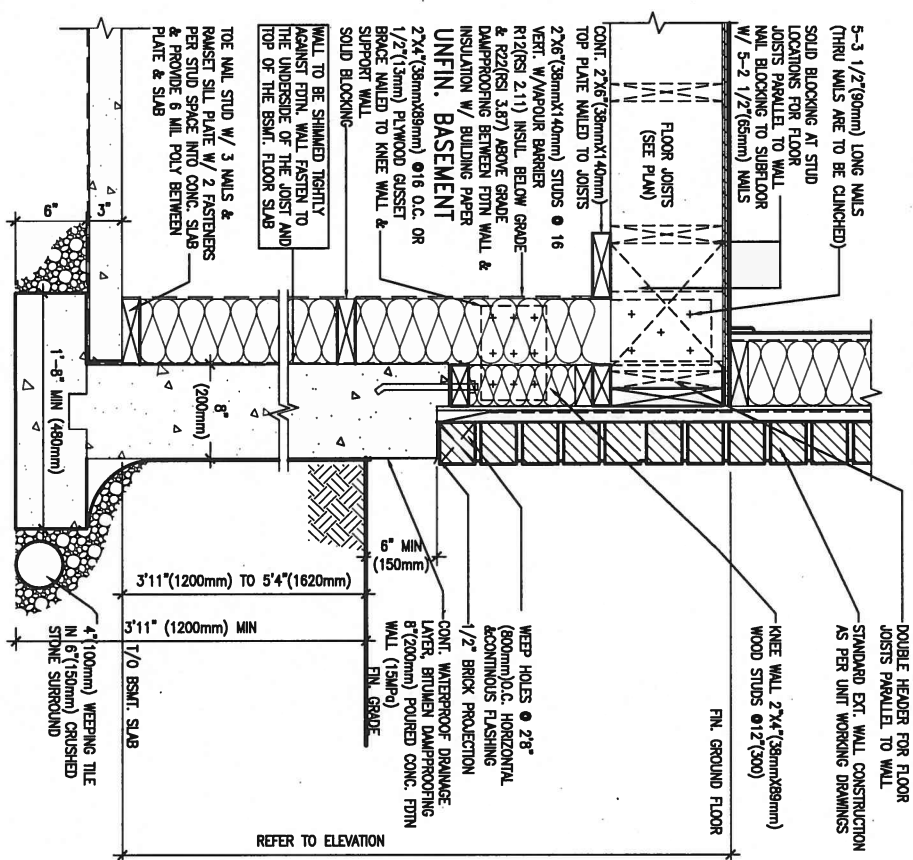 5-3 1/2"(90mm) LONG NAILS
(THRU NAILS ARE TO BE CLINCHED)
SOLID BLOCKING AT STUD
LOCATIONS FOR FLOOR
JOISTS PARALLEL TO WALL
NAIL BLOCKING TO SUBFLOOR
W/ 5-2 1/2"(65mm) NAILS
FLOOR JOISTS
(SEE PLAN)
CONT. 2"X6"(38mmX140mm)
TOP PLATE NAILED TO JOISTS
2"X6"(38mmX140mm) STUDS @ 16
VERT. W/VAPOUR BARRIER
R12(RSI 2.11) INSUL BELOW GRADE
& R22(RSI 3.87) ABOVE GRADE
DAMPPROOFING BETWEEN FDTN WALL &
INSULATION W/ BUILDING PAPER
UNFIN. BASEMENT
2"X4"(38mmX89mm) @16 O.C. OR
1/2"(13mm) PLYWOOD GUSSET
BRACE NAILED TO KNEE WALL &
SUPPORT WALL
SOLID BLOCKING
WALL TO BE SHIMMED TIGHTLY
AGAINST FDTN. WALL FASTEN TO
THE UNDERSIDE OF THE JOIST AND
TOP OF THE BSMT. FLOOR SLAB
TOE NAIL STUD W/ 3 NAILS &
RAMSET SILL PLATE W/ 2 FASTENERS
PER STUD SPACE INTO CONC. SLAB
& PROVIDE 6 MIL POLY BETWEEN
PLATE & SLAB
6"
3"
1'-8" MIN (480mm)
8"
(200mm)
6" MIN
(150mm)
3'11"(1200mm) TO 5'4"(1620mm)
3'11" (1200mm) MIN
DOUBLE HEADER FOR FLOOR
JOISTS PARALLEL TO WALL
STANDARD EXT. WALL CONSTRUCTION
AS PER UNIT WORKING DRAWINGS
KNEE WALL 2"X4"(38mmX89mm)
WOOD STUDS @12"(300)
FIN. GROUND FLOOR
WEEP HOLES @ 2'8"
(800mm)O.C. HORIZONTAL
&CONTINOUS FLASHING
1/2" BRICK PROJECTION
CONT. WATERPROOF DRAINAGE
LAYER, BITUMEN DAMPPROOFING
8"(200mm) POURED CONC. FDTN
WALL (15MPa)
FIN. GRADE
REFER TO ELEVATION
T/O BSMT. SLAB
4"(100mm) WEEPING TILE
IN 6"(150mm) CRUSHED
STONE SURROUND